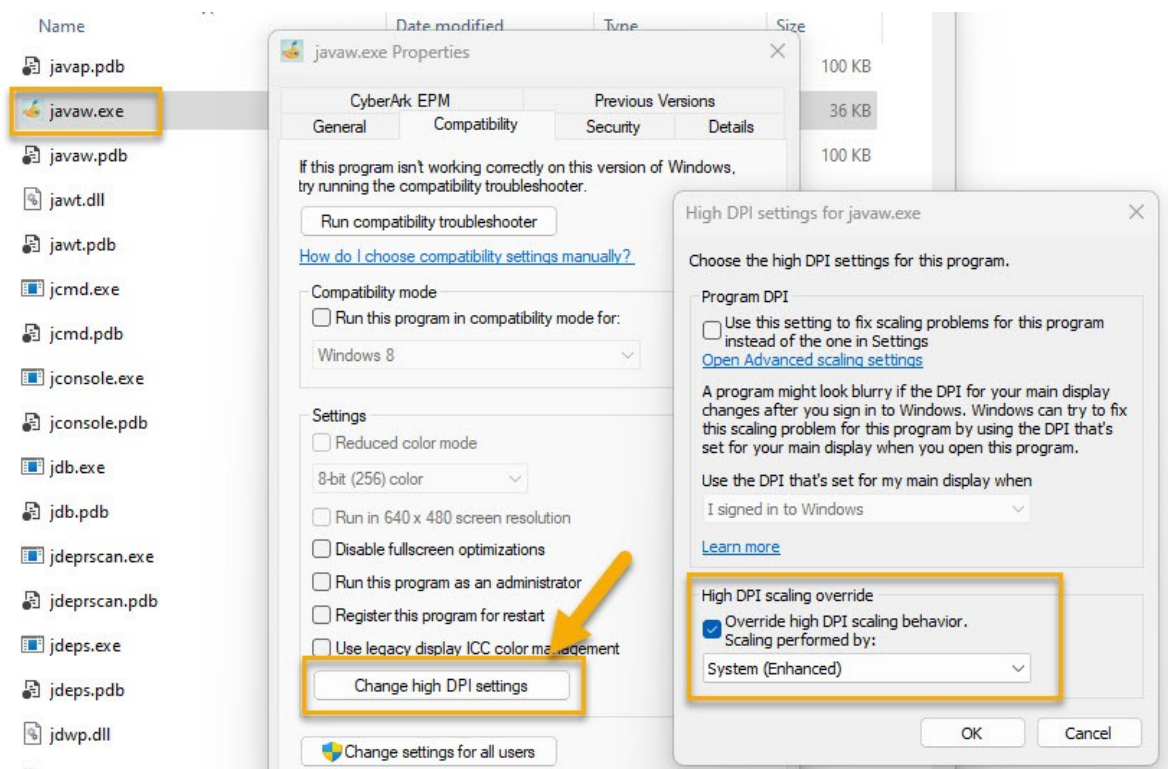 Name
Date modified
Type
Size
javap.pdb
100 KB
javaw.exe
36 KB
javaw.pdb
100 KB
jawt.dll
jawt.pdb
jcmd.exe
jcmd.pdb
jconsole.exe
jconsole.pdb
jdb.exe
jdb.pdb
jdeprscan.exe
jdeprscan.pdb
jdeps.exe
jdeps.pdb
jdwp.dll
javaw.exe Properties
CyberArk EPM
Previous Versions
General
Compatibility
Security
Details
If this program isn't working correctly on this version of Windows,
try running the compatibility troubleshooter.
Run compatibility troubleshooter
How do I choose compatibility settings manually?
Compatibility mode
Run this program in compatibility mode for:
Windows 8
Settings
Reduced color mode
8-bit (256) color
Run in 640 x 480 screen resolution
Disable fullscreen optimizations
Run this program as an administrator
Register this program for restart
Use legacy display ICC color management
Change high DPI settings
Change settings for all users
High DPI settings for javaw.exe
Choose the high DPI settings for this program.
Program DPI
Use this setting to fix scaling problems for this program
instead of the one in Settings
Open Advanced scaling settings
A program might look blurry if the DPI for your main display
changes after you sign in to Windows. Windows can try to fix
this scaling problem for this program by using the DPI that's
set for your main display when you open this program.
Use the DPI that's set for my main display when
I signed in to Windows
Learn more
High DPI scaling override
Override high DPI scaling behavior.
Scaling performed by:
System (Enhanced)
OK
Cancel